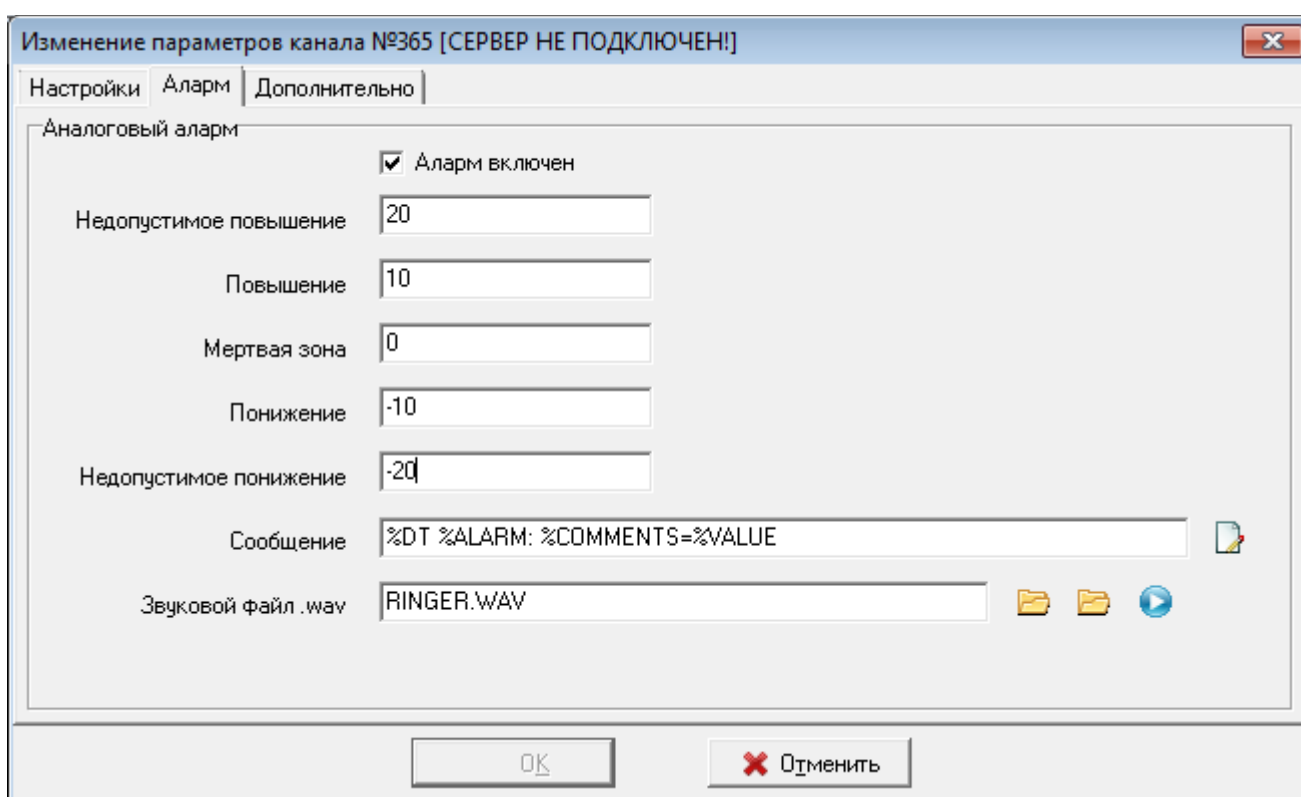 Изменение параметров канала №365 [СЕРВЕР НЕ ПОДКЛЮЧЕН!]
Настройки Аларм Дополнительно
Аналоговый аларм
Аларм включен
Недопустимое повышение 20
Повышение 10
Мертвая зона 0
Понижение -10
Недопустимое понижение -20
Сообщение %DT %ALARM: %COMMENTS=%VALUE
Звуковой файл .wav RINGER.WAV
OK Отменить